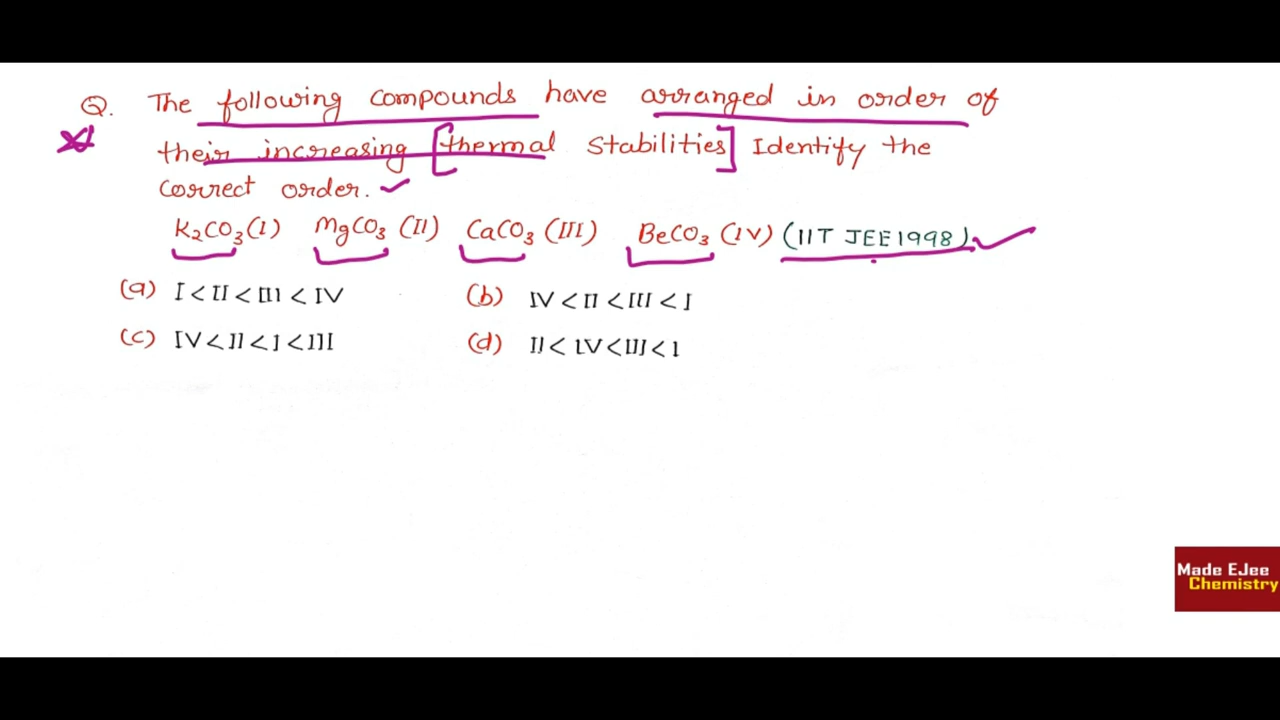 Q. The following compounds have arranged in order of
their increasing [thermal Stabilities] Identify the
correct order.
K₂CO₃(I) MgCO₃ (II) CaCO₃ (III) BeCO₃ (IV) (IIT JEE 1998)
(a) I < II < III < IV (b) IV < II < III < I
(c) IV < II < I < III (d) II < IV < III < I
Made EJee
Chemistry